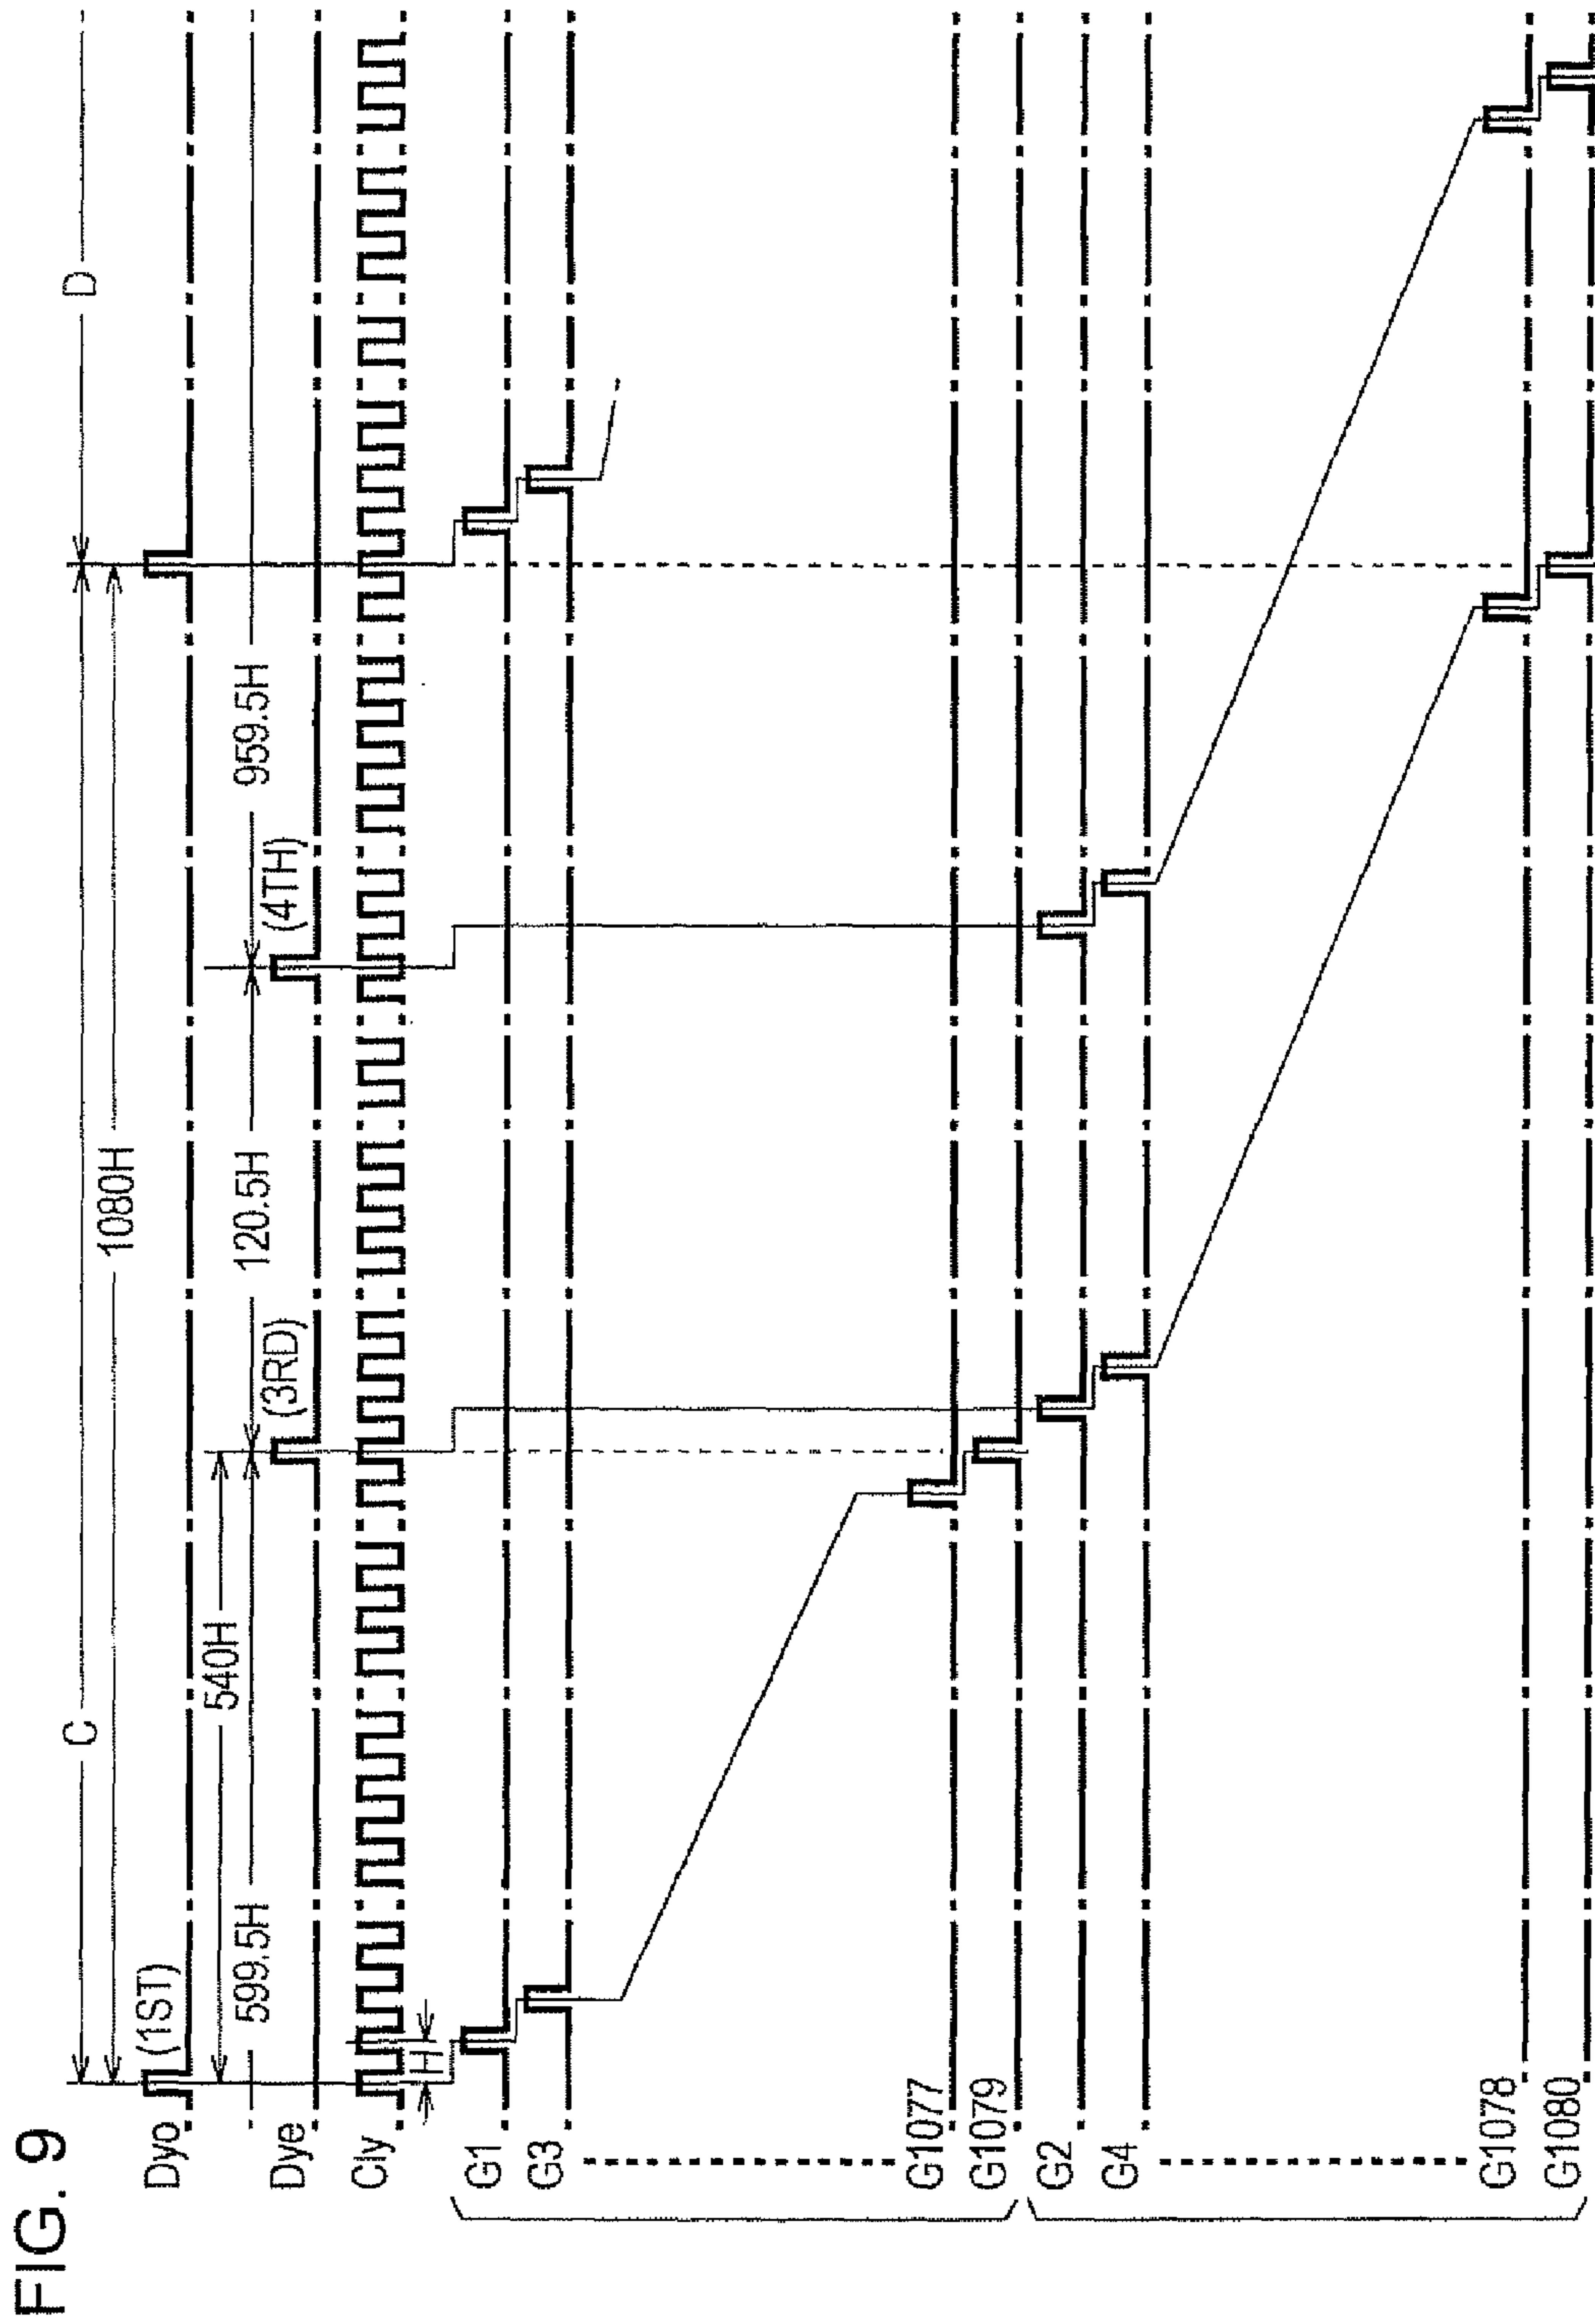 FIG. 9
C
D
1080H
Dyo
(1ST)
540H
599.5H
(3RD)
120.5H
(4TH)
959.5H
Dye
Cly
H
G1
G3
G1077
G1079
G2
G4
G1078
G1080